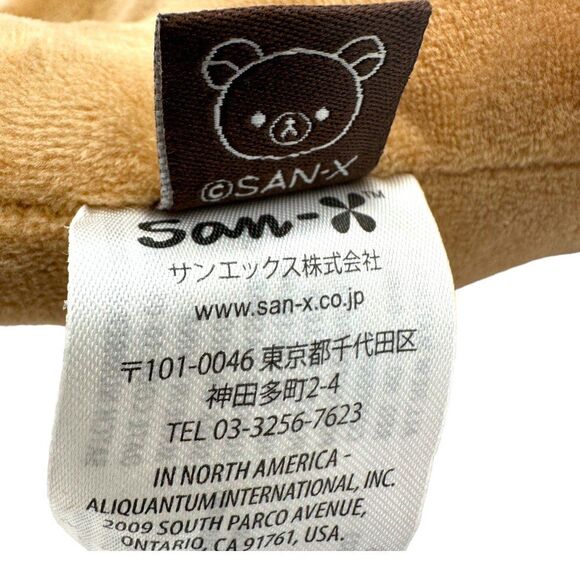 ©SAN-X
San-X™
サンエックス株式会社
www.san-x.co.jp
〒101-0046 東京都千代田区
神田多町2-4
TEL 03-3256-7623
IN NORTH AMERICA -
ALIQUANTUM INTERNATIONAL, INC.
2009 SOUTH PARCO AVENUE,
ONTARIO, CA 91761, USA.